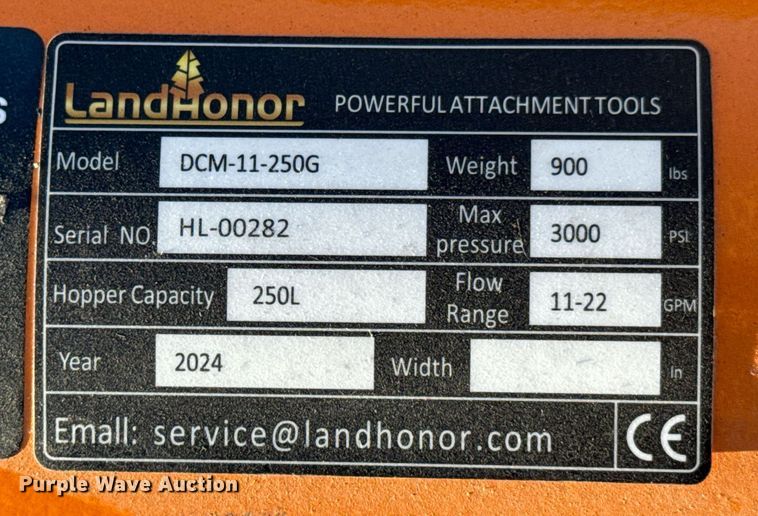 S
LANDHONOR POWERFUL ATTACHMENT TOOLS
Model DCM-11-250G Weight 900 lbs
Serial NO. HL-00282 Max pressure 3000 PSI
Hopper Capacity 250L Flow Range 11-22 GPM
Year 2024 Width in
Emall: service@landhonor.com CE
Purple Wave Auction